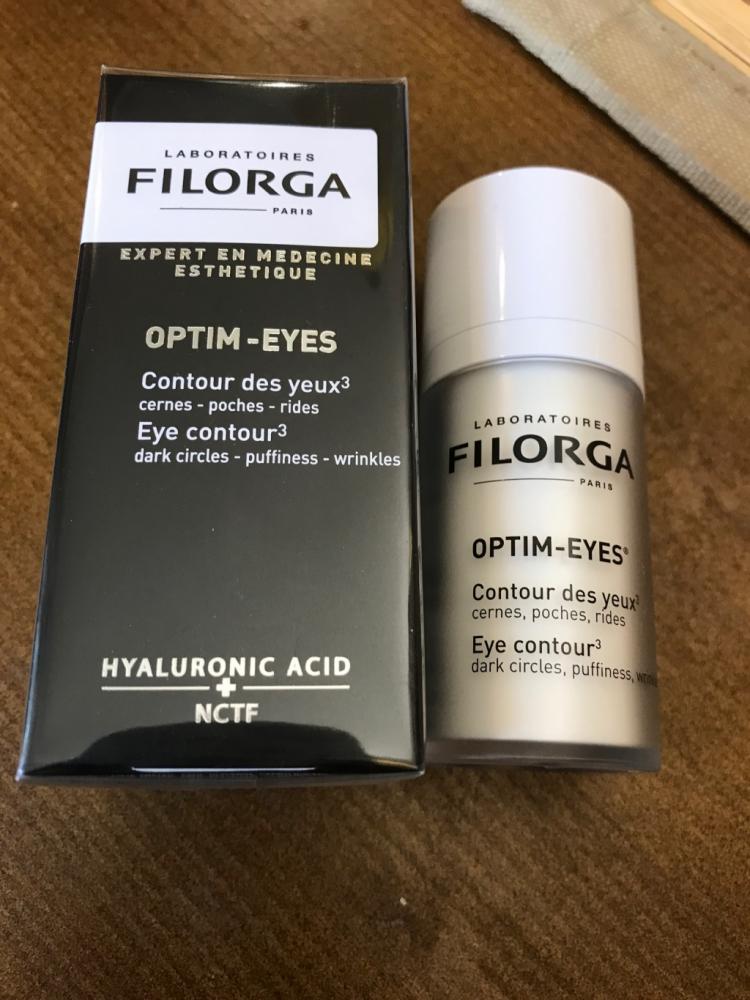 LABORATOIRES
FILORGA
PARIS
EXPERT EN MEDECINE
ESTHETIQUE
OPTIM-EYES
Contour des yeux³
cernes - poches - rides
Eye contour³
dark circles - puffiness - wrinkles
HYALURONIC ACID
+
NCTF
LABORATOIRES
FILORGA
PARIS
OPTIM-EYES®
Contour des yeux³
cernes, poches, rides
Eye contour³
dark circles, puffiness,